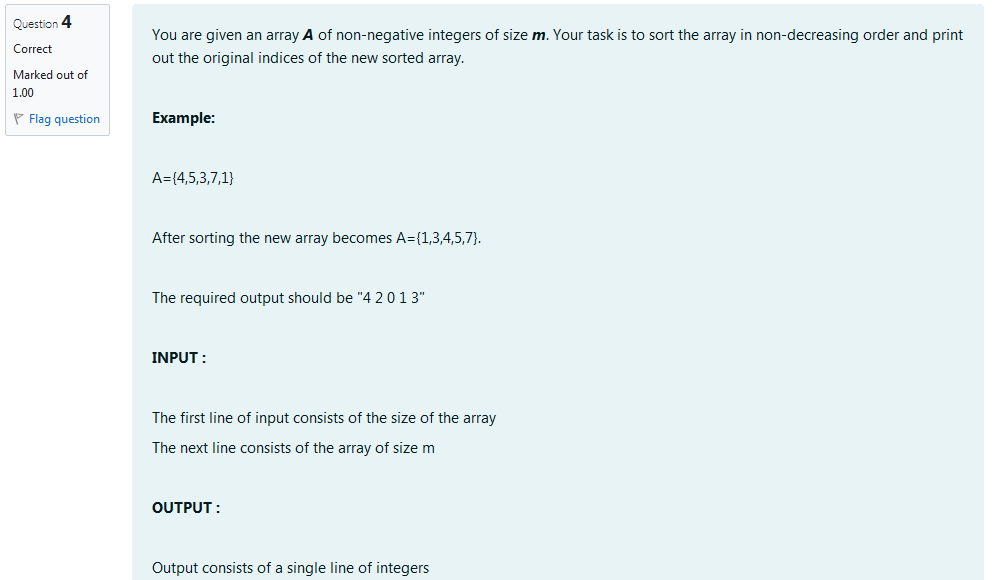 Question 4
Correct
Marked out of
1.00
Flag question
You are given an array A of non-negative integers of size m. Your task is to sort the array in non-decreasing order and print
out the original indices of the new sorted array.
Example:
A={4,5,3,7,1}
After sorting the new array becomes A={1,3,4,5,7}.
The required output should be "4 2 0 1 3"
INPUT :
The first line of input consists of the size of the array
The next line consists of the array of size m
OUTPUT :
Output consists of a single line of integers